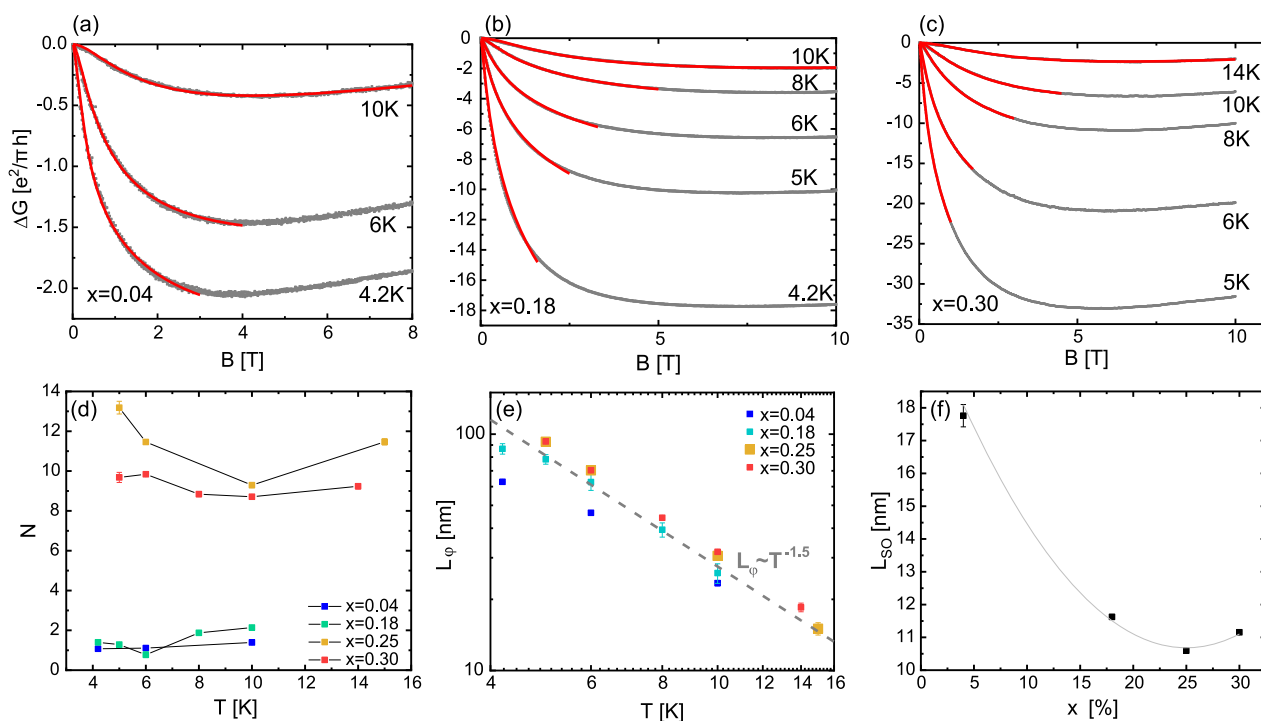 (a)
0.0
-0.5
-1.0
-1.5
-2.0
ΔG [e²/πh]
10K
6K
4.2K
x=0.04
0 2 4 6 8
B [T]
(b)
0
-2
-4
-6
-8
-10
-12
-14
-16
-18
10K
8K
6K
5K
4.2K
x=0.18
0 5 10
B [T]
(c)
0
-5
-10
-15
-20
-25
-30
-35
14K
10K
8K
6K
5K
x=0.30
0 5 10
B [T]
(d)
14
12
10
8
6
4
2
0
N
x=0.04
x=0.18
x=0.25
x=0.30
4 6 8 10 12 14 16
T [K]
(e)
100
10
Lφ [nm]
x=0.04
x=0.18
x=0.25
x=0.30
Lφ~T^-1.5
4 6 8 10 12 14 16
T [K]
(f)
18
17
16
15
14
13
12
11
10
L_SO [nm]
0 5 10 15 20 25 30
x [%]